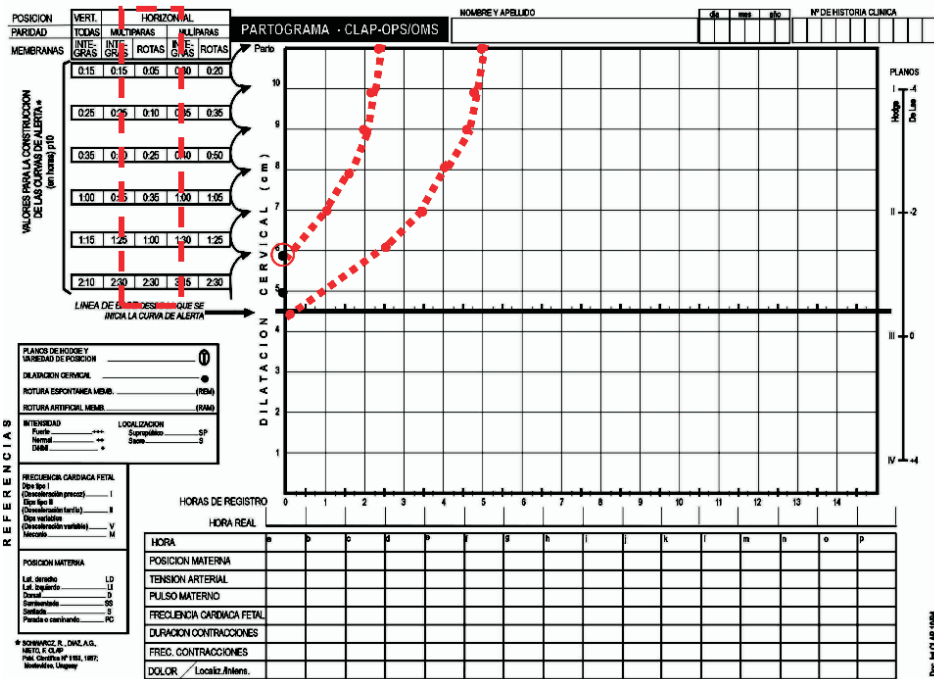 POSICION VERT. HORIZONTAL
PARIDAD TODAS MULTIPARAS NULIPARAS
MEMBRANAS INTE-GRAS INTE-GRAS ROTAS INTE-GRAS ROTAS
PARTOGRAMA - CLAP-OPS/OMS
NOMBRE Y APELLIDO
dia mes año
Nº DE HISTORIA CLINICA
VALORES PARA LA CONSTRUCCION
DE LAS CURVAS DE ALERTA *
(en horas) p10
0:15 0:15 0:05 0:20
0:25 0:25 0:10 0:35
0:35 0:25 0:40 0:50
1:00 0:35 1:00 1:05
1:15 1:25 1:00 1:30 1:25
2:10 2:30 2:30 2:30
Parto
10
9
8
7
6
5
4
3
2
1
DILATACION CERVICAL (cm)
PLANOS
Hodge De Lee
I -4
II -2
III 0
IV +4
INICIA LA CURVA DE ALERTA
REFERENCIAS
PLANOS DE HODGE Y
VARIEDAD DE POSICION
DILATACION CERVICAL
ROTURA ESPONTANEA MEMB. (REM)
ROTURA ARTIFICIAL MEMB. (RAM)
INTENSIDAD LOCALIZACION
Fuerte +++ Suprapúbico SP
Normal ++ Sacro S
Débil +
FRECUENCIA CARDIACA FETAL
Dips tipo I
(Desceleración precoz) I
Dips tipo II
(Desceleración tardía) II
Dips variables
(Desceleración variable) V
Meconio M
POSICION MATERNA
Lat. derecho LD
Lat. izquierdo LI
Dorsal D
Semisentada SS
Sentada S
Parada o caminando PC
* SCHWARCZ, R., DIAZ, A.G.,
NIETO, F. CLAP
Publ. Científica Nº 1153, 1987;
Montevideo, Uruguay
HORAS DE REGISTRO 0 1 2 3 4 5 6 7 8 9 10 11 12 13 14
HORA REAL
HORA a b c d e f g h i j k l m n o p
POSICION MATERNA
TENSION ARTERIAL
PULSO MATERNO
FRECUENCIA CARDIACA FETAL
DURACION CONTRACCIONES
FREC. CONTRACCIONES
DOLOR / Localiz./Intens.